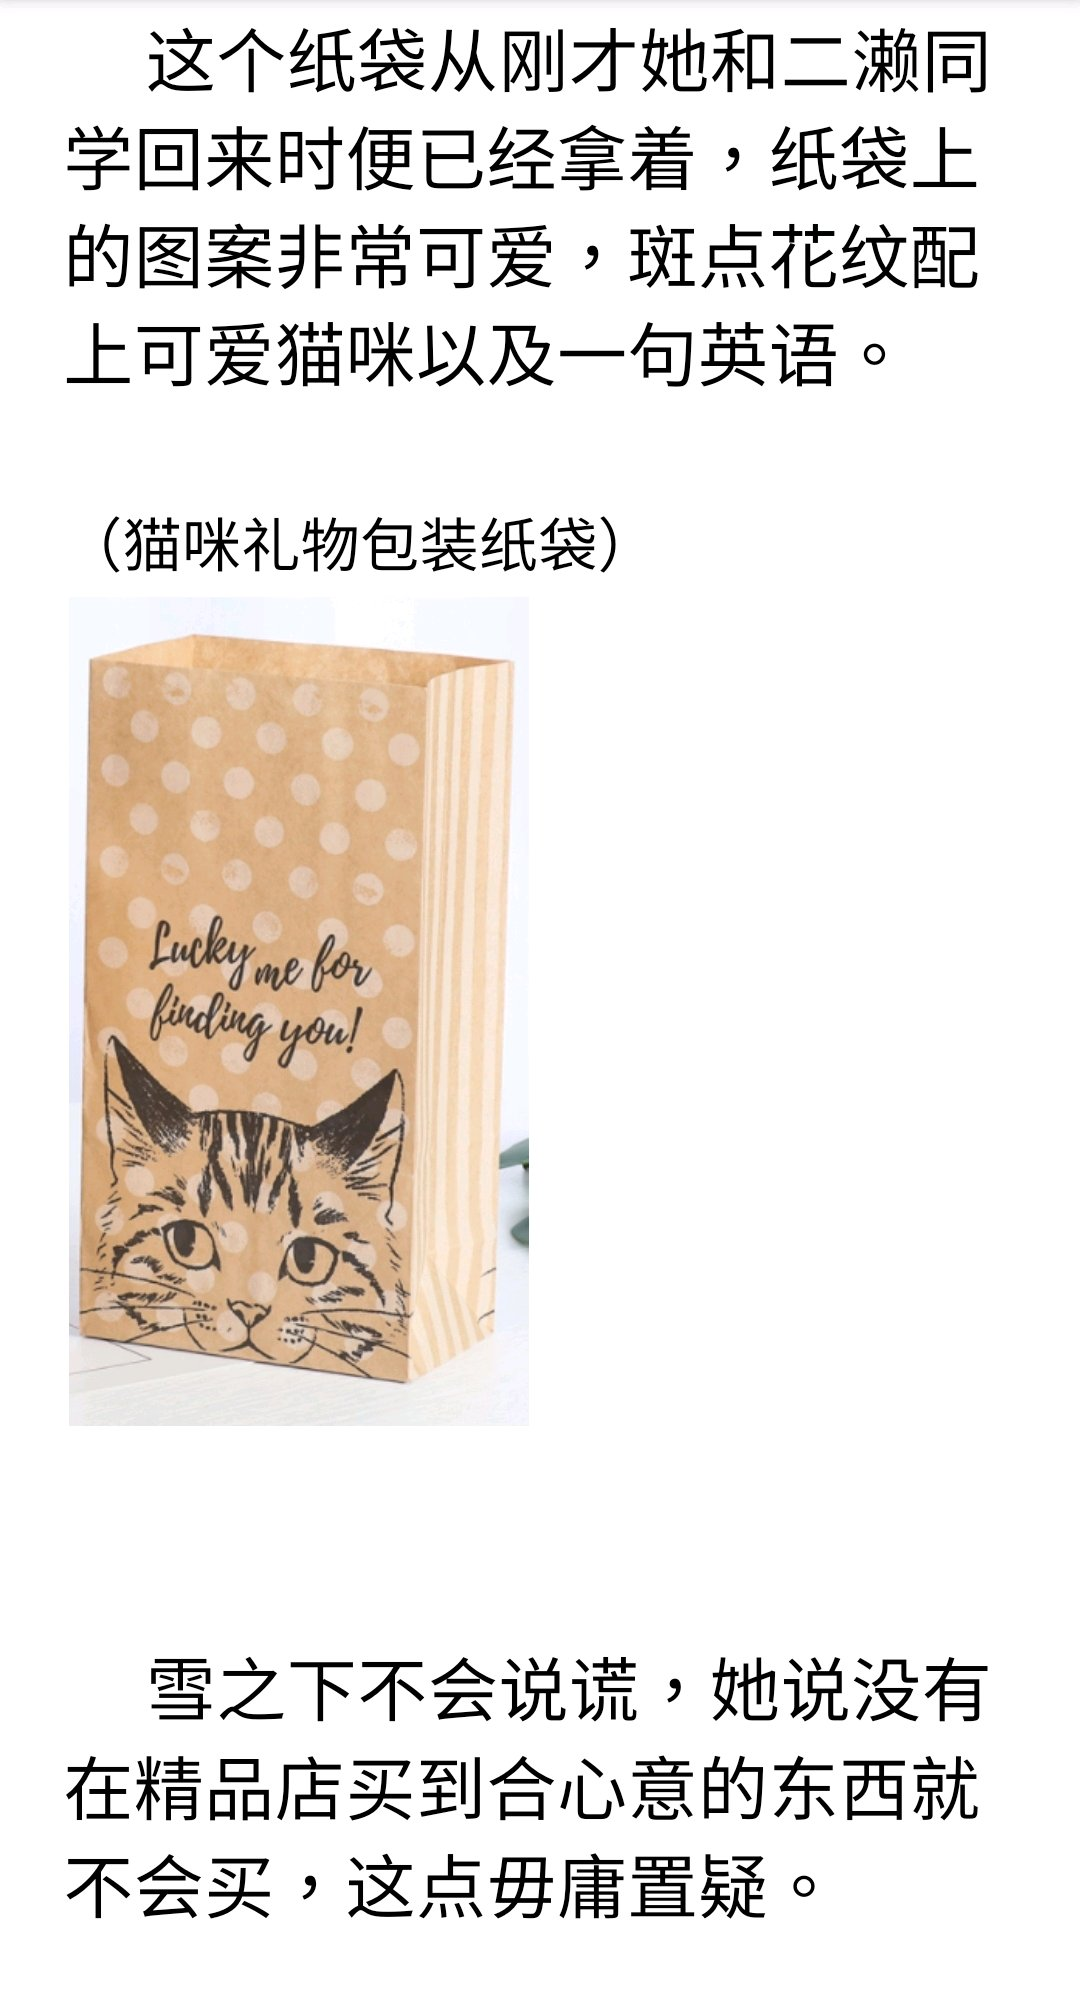 这个纸袋从刚才她和二濑同
学回来时便已经拿着，纸袋上
的图案非常可爱，斑点花纹配
上可爱猫咪以及一句英语。
（猫咪礼物包装纸袋）
Lucky me for
finding you!
雪之下不会说谎，她说没有
在精品店买到合心意的东西就
不会买，这点毋庸置疑。